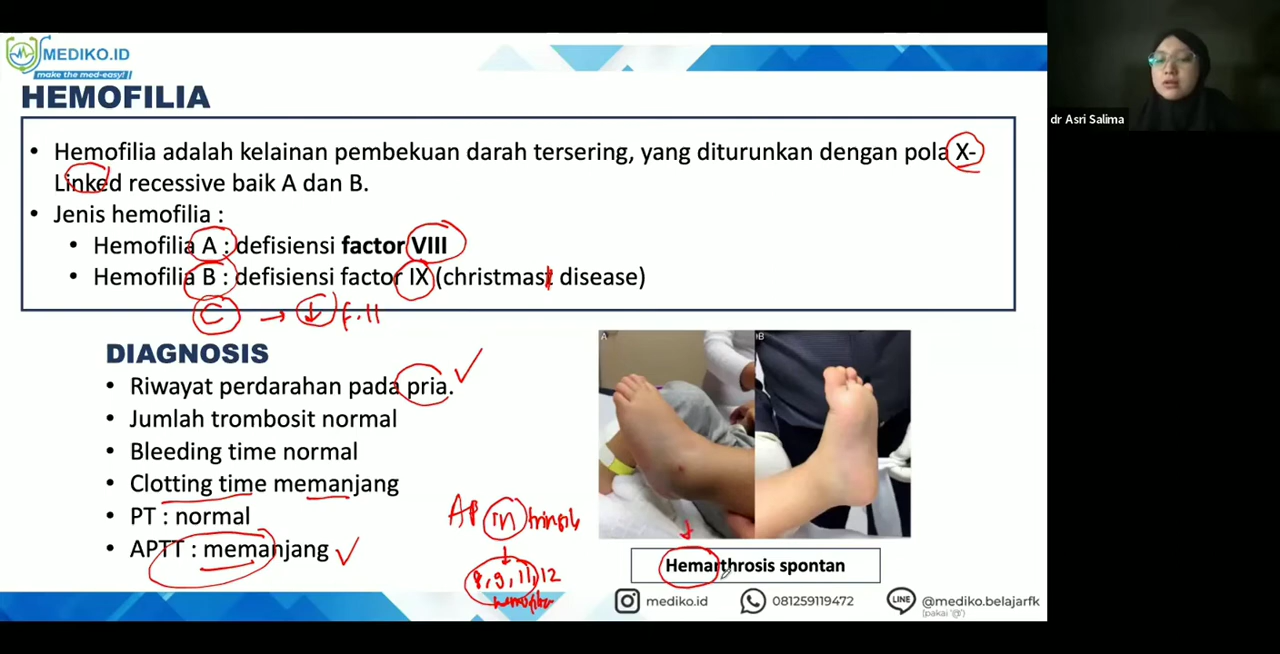 MEDIKO.ID
make the med-easy!
HEMOFILIA
• Hemofilia adalah kelainan pembekuan darah tersering, yang diturunkan dengan pola X-
Linked recessive baik A dan B.
• Jenis hemofilia :
• Hemofilia A : defisiensi factor VIII
• Hemofilia B : defisiensi factor IX (christmast disease)
C → ↓ f.11
DIAGNOSIS
• Riwayat perdarahan pada pria.
• Jumlah trombosit normal
• Bleeding time normal
• Clotting time memanjang
• PT : normal
• APTT : memanjang
AP in trinsik
8, 9, 11, 12
A
B
Hemarthrosis spontan
mediko.id
081259119472
LINE
@mediko.belajarfk
(pakai '@')
dr Asri Salima